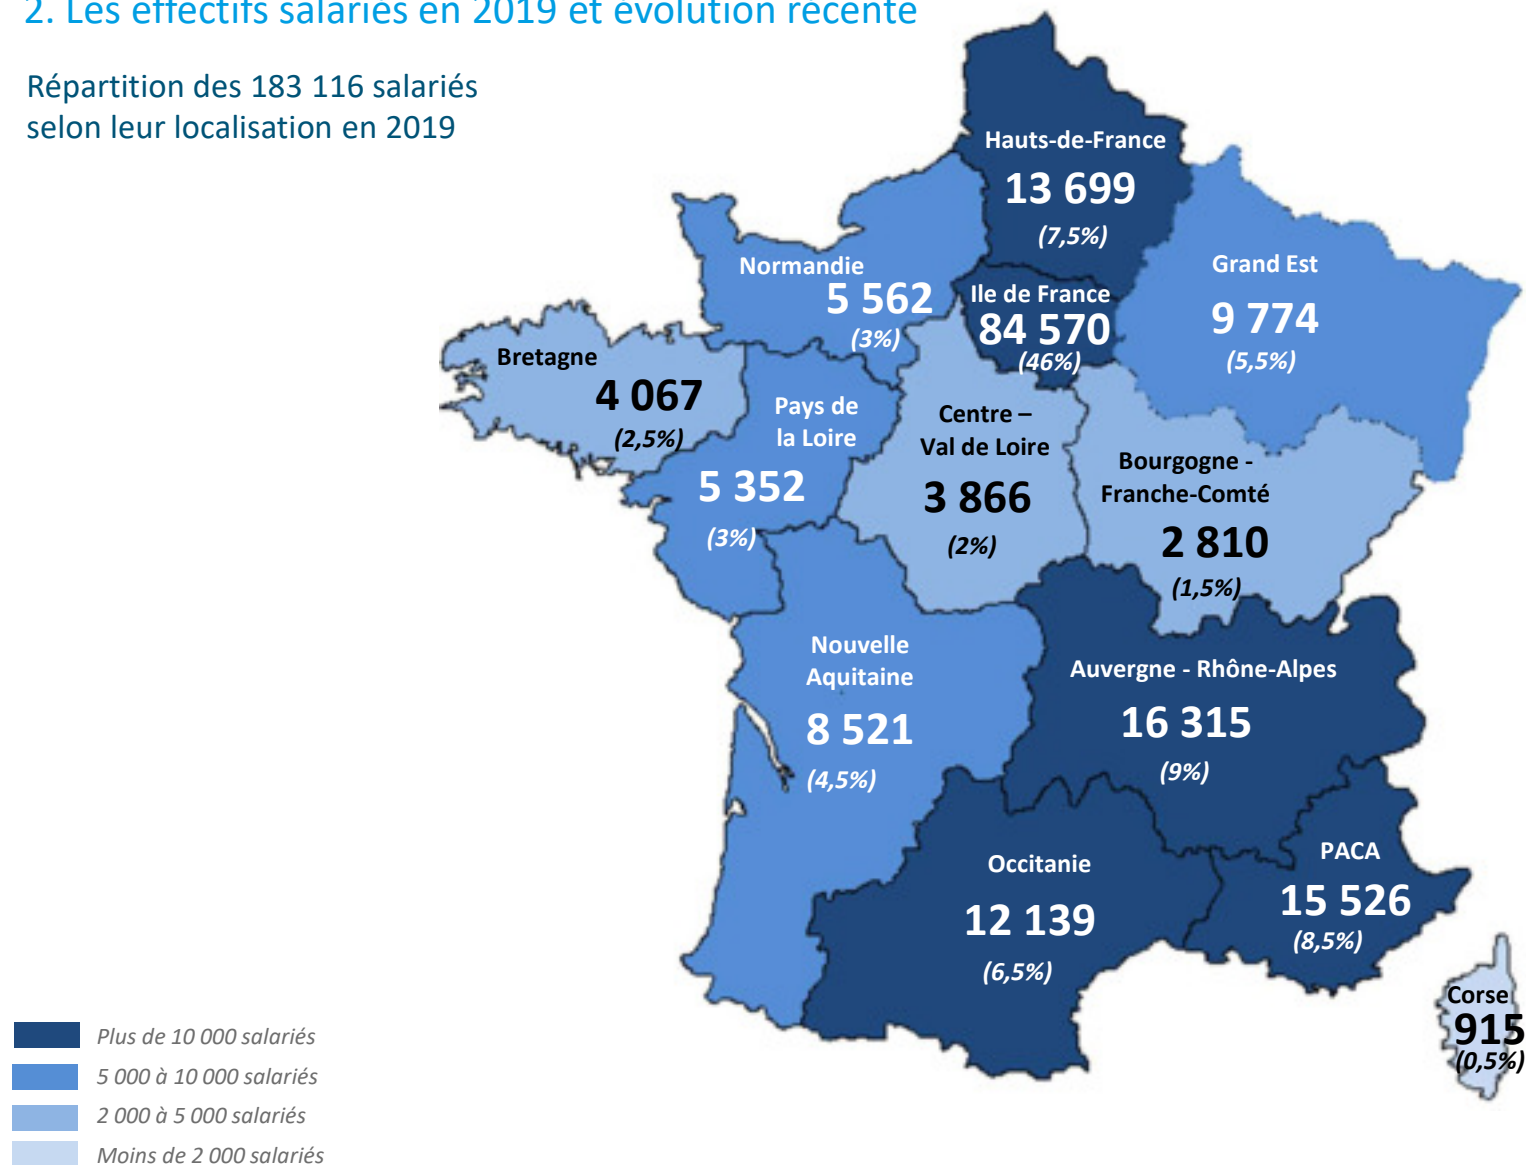 2. Les effectifs salariés en 2019 et évolution récente
Répartition des 183 116 salariés
selon leur localisation en 2019
Hauts-de-France
13 699
(7,5%)
Normandie
5 562
(3%)
Ile de France
84 570
(46%)
Grand Est
9 774
(5,5%)
Bretagne
4 067
(2,5%)
Pays de
la Loire
5 352
(3%)
Centre –
Val de Loire
3 866
(2%)
Bourgogne -
Franche-Comté
2 810
(1,5%)
Nouvelle
Aquitaine
8 521
(4,5%)
Auvergne - Rhône-Alpes
16 315
(9%)
Occitanie
12 139
(6,5%)
PACA
15 526
(8,5%)
Corse
915
(0,5%)
Plus de 10 000 salariés
5 000 à 10 000 salariés
2 000 à 5 000 salariés
Moins de 2 000 salariés